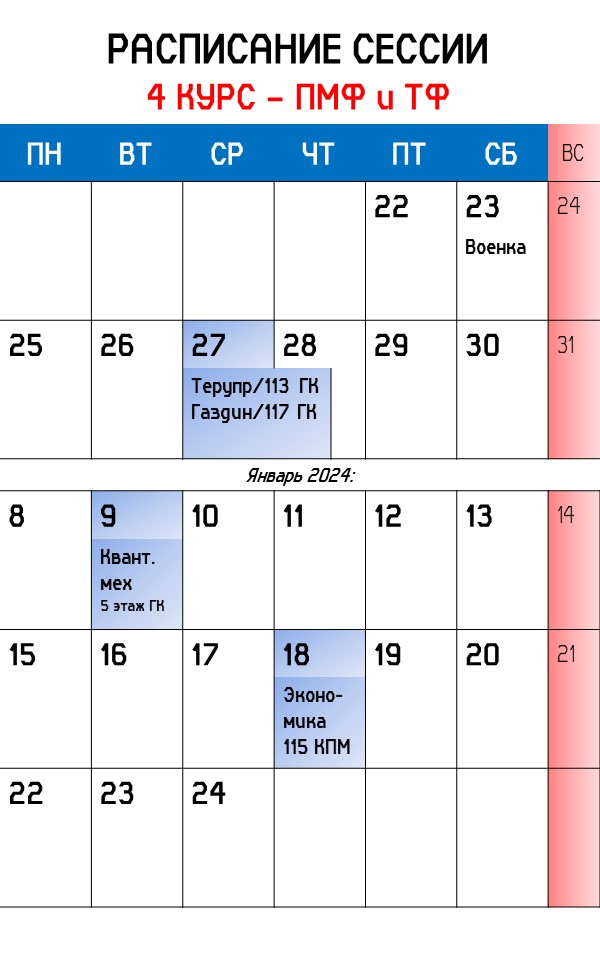 РАСПИСАНИЕ СЕССИИ
4 КУРС – ПМФ и ТФ
ПН ВТ СР ЧТ ПТ СБ ВС
22 23 24
Военка
25 26 27 28 29 30 31
Терупр/113 ГК
Газдин/117 ГК
Январь 2024:
8 9 10 11 12 13 14
Квант.
мех
5 этаж ГК
15 16 17 18 19 20 21
Эконо-
мика
115 КПМ
22 23 24